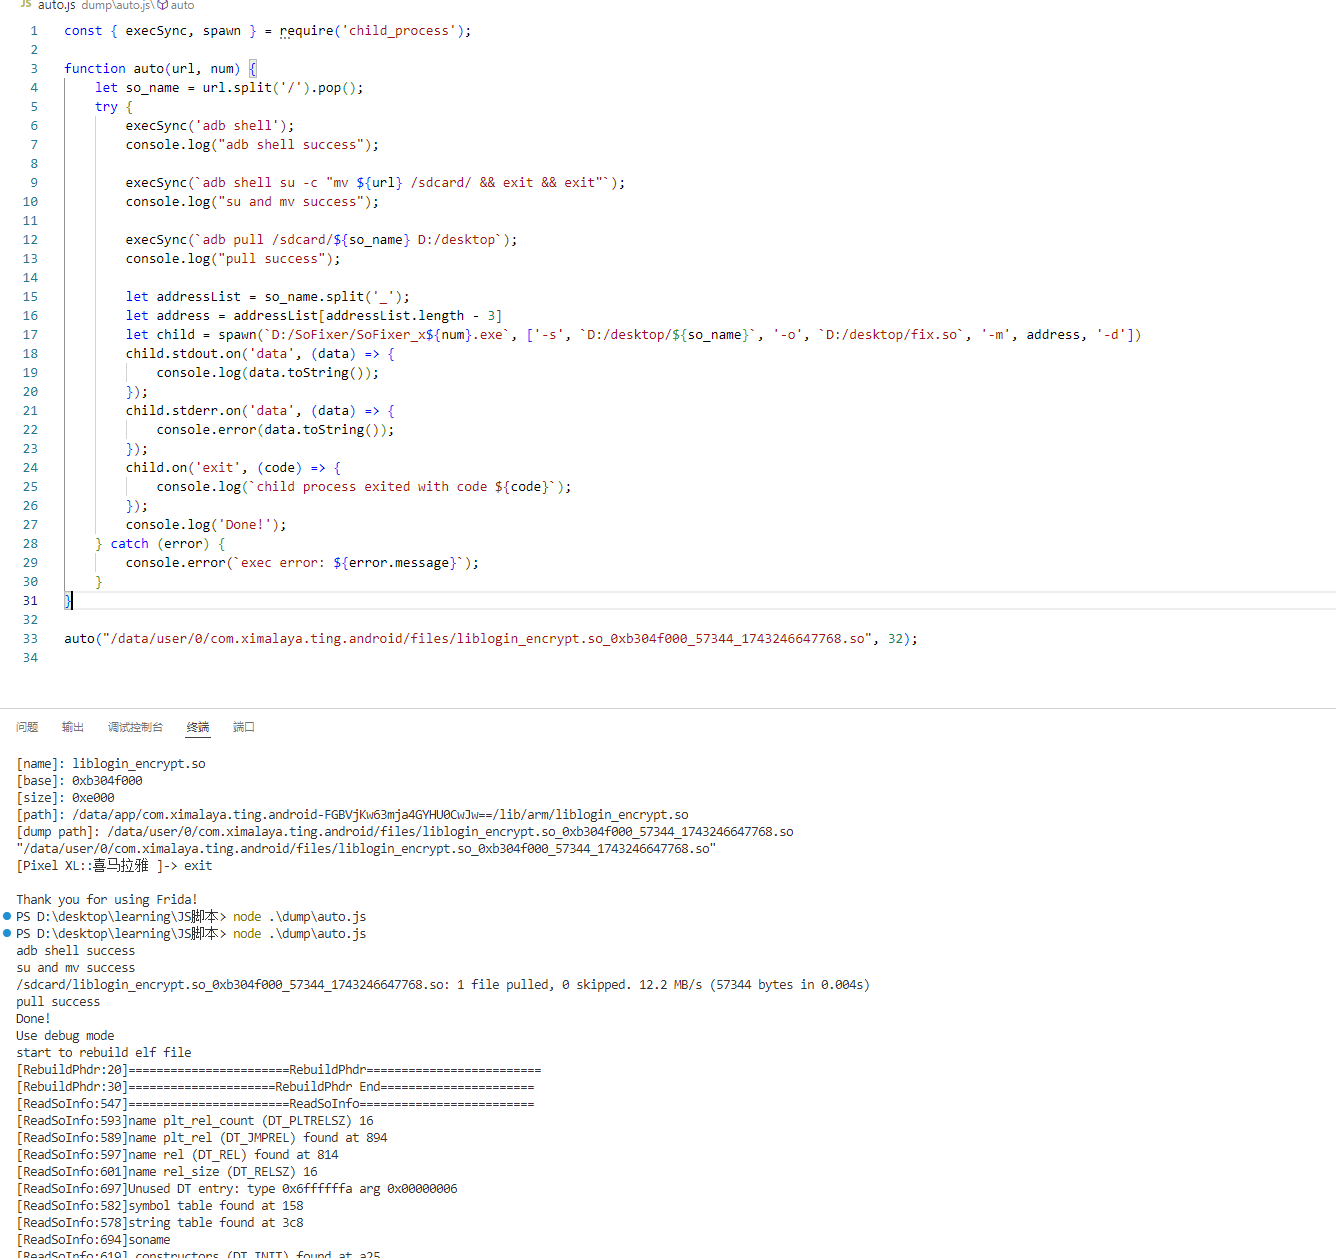 JS auto.js dump\auto.js\ auto
1 const { execSync, spawn } = require('child_process');
2
3 function auto(url, num) {
4 let so_name = url.split('/').pop();
5 try {
6 execSync('adb shell');
7 console.log("adb shell success");
8
9 execSync(`adb shell su -c "mv ${url} /sdcard/ && exit && exit"`);
10 console.log("su and mv success");
11
12 execSync(`adb pull /sdcard/${so_name} D:/desktop`);
13 console.log("pull success");
14
15 let addressList = so_name.split('_');
16 let address = addressList[addressList.length - 3]
17 let child = spawn(`D:/SoFixer/SoFixer_x${num}.exe`, ['-s', `D:/desktop/${so_name}`, '-o', `D:/desktop/fix.so`, '-m', address, '-d'])
18 child.stdout.on('data', (data) => {
19 console.log(data.toString());
20 });
21 child.stderr.on('data', (data) => {
22 console.error(data.toString());
23 });
24 child.on('exit', (code) => {
25 console.log(`child process exited with code ${code}`);
26 });
27 console.log('Done!');
28 } catch (error) {
29 console.error(`exec error: ${error.message}`);
30 }
31 }
32
33 auto("/data/user/0/com.ximalaya.ting.android/files/liblogin_encrypt.so_0xb304f000_57344_1743246647768.so", 32);
34
问题 输出 调试控制台 终端 端口
[name]: liblogin_encrypt.so
[base]: 0xb304f000
[size]: 0xe000
[path]: /data/app/com.ximalaya.ting.android-FGBVjKw63mja4GYHU0CwJw==/lib/arm/liblogin_encrypt.so
[dump path]: /data/user/0/com.ximalaya.ting.android/files/liblogin_encrypt.so_0xb304f000_57344_1743246647768.so
"/data/user/0/com.ximalaya.ting.android/files/liblogin_encrypt.so_0xb304f000_57344_1743246647768.so"
[Pixel XL::喜马拉雅 ]-> exit
Thank you for using Frida!
PS D:\desktop\learning\JS脚本> node .\dump\auto.js
PS D:\desktop\learning\JS脚本> node .\dump\auto.js
adb shell success
su and mv success
/sdcard/liblogin_encrypt.so_0xb304f000_57344_1743246647768.so: 1 file pulled, 0 skipped. 12.2 MB/s (57344 bytes in 0.004s)
pull success
Done!
Use debug mode
start to rebuild elf file
[RebuildPhdr:20]=======================RebuildPhdr=========================
[RebuildPhdr:30]=====================RebuildPhdr End======================
[ReadSoInfo:547]=======================ReadSoInfo=========================
[ReadSoInfo:593]name plt_rel_count (DT_PLTRELSZ) 16
[ReadSoInfo:589]name plt_rel (DT_JMPREL) found at 894
[ReadSoInfo:597]name rel (DT_REL) found at 814
[ReadSoInfo:601]name rel_size (DT_RELSZ) 16
[ReadSoInfo:697]Unused DT entry: type 0x6ffffffa arg 0x00000006
[ReadSoInfo:582]symbol table found at 158
[ReadSoInfo:578]string table found at 3c8
[ReadSoInfo:694]soname
[ReadSoInfo:619] constructors (DT_INIT) found at a25